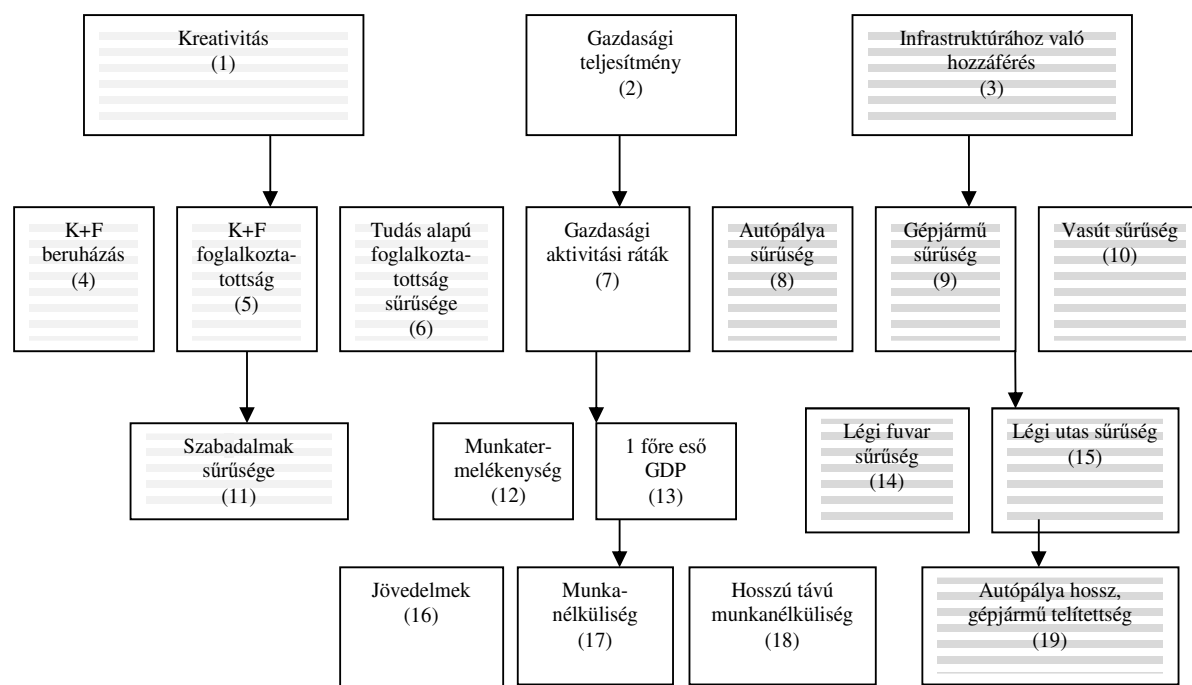 Kreativitás
(1)
Gazdasági
teljesítmény
(2)
Infrastruktúrához való
hozzáférés
(3)
K+F
beruházás
(4)
K+F
foglalkozta-
tottság
(5)
Tudás alapú
foglalkozta-
tottság
sűrűsége
(6)
Gazdasági
aktivitási ráták
(7)
Autópálya
sűrűség
(8)
Gépjármű
sűrűség
(9)
Vasút sűrűség
(10)
Szabadalmak
sűrűsége
(11)
Munkater-
melékenység
(12)
1 főre eső
GDP
(13)
Légi fuvar
sűrűség
(14)
Légi utas sűrűség
(15)
Jövedelmek
(16)
Munka-
nélküliség
(17)
Hosszú távú
munkanélküliség
(18)
Autópálya hossz,
gépjármű telítettség
(19)